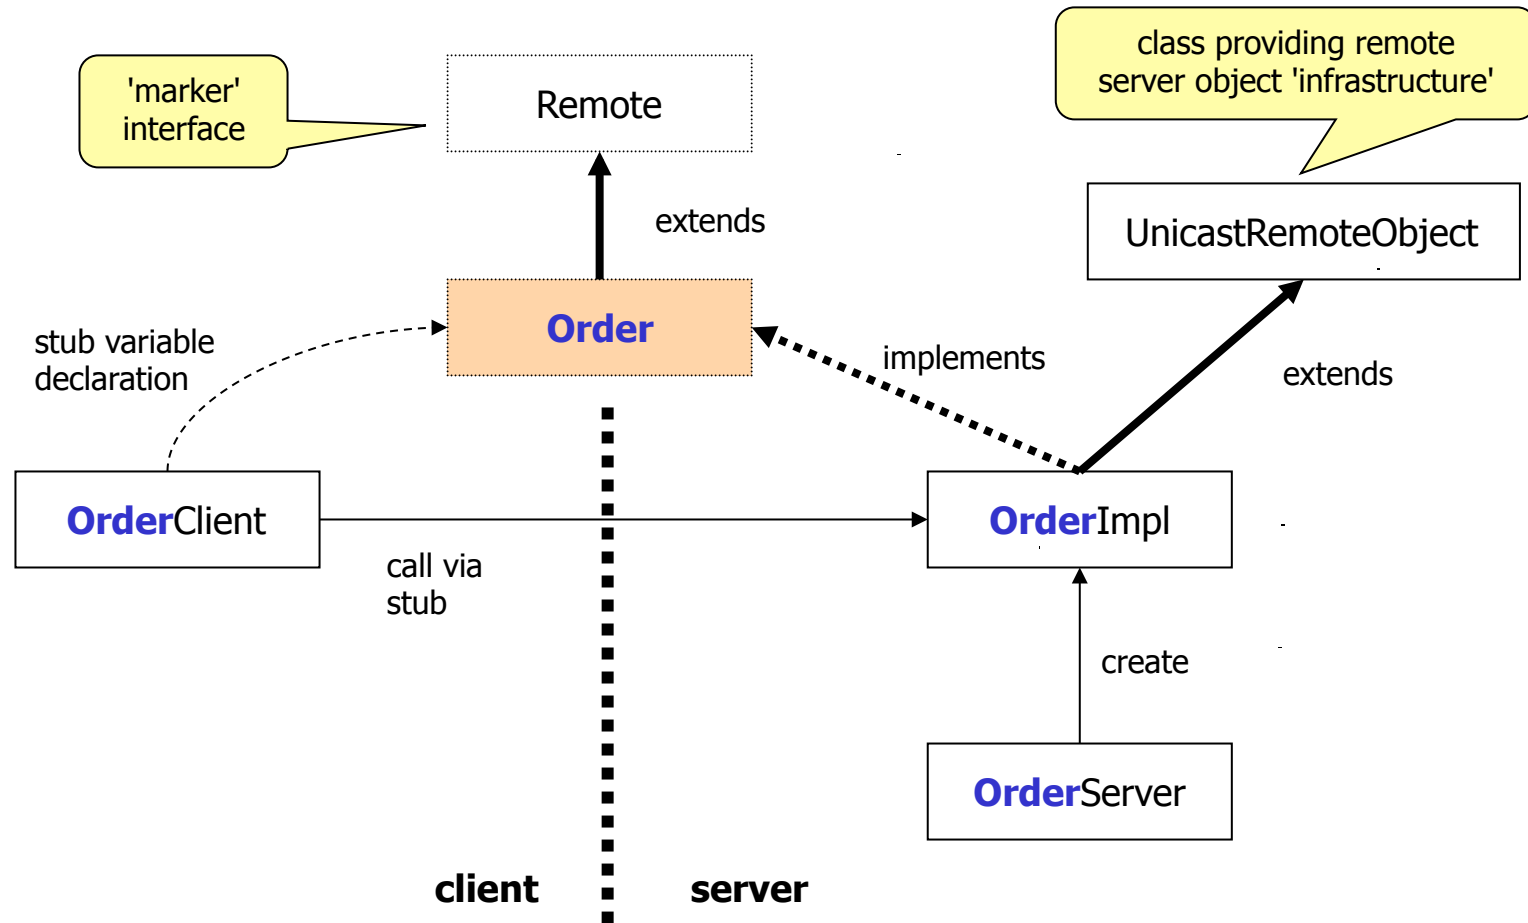 class providing remote
server object 'infrastructure'
'marker'
interface
Remote
extends
UnicastRemoteObject
stub variable
declaration
Order
implements
extends
OrderClient
OrderImpl
call via
stub
create
OrderServer
client
server